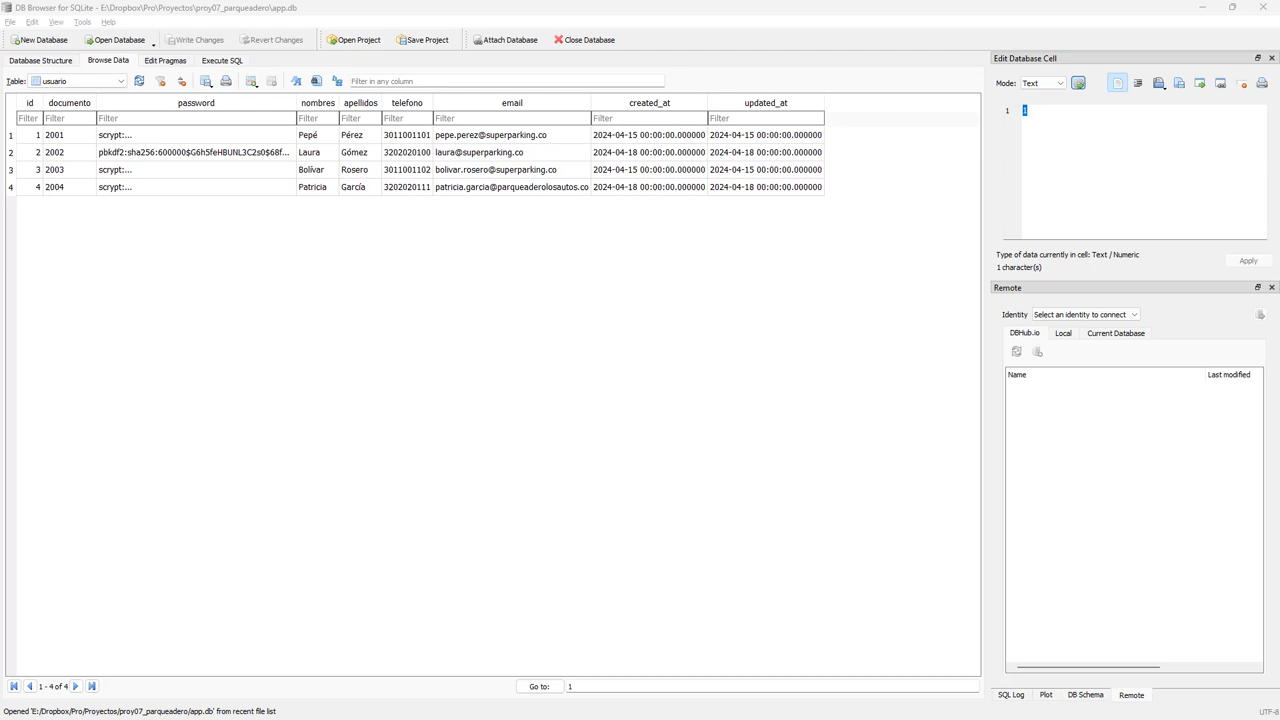 DB Browser for SQLite - E:\Dropbox\Pro\Proyectos\proy07_parqueadero\app.db
File Edit View Tools Help
New Database Open Database Write Changes Revert Changes Open Project Save Project Attach Database Close Database
Database Structure Browse Data Edit Pragmas Execute SQL
Table: usuario Filter in any column
id documento password nombres apellidos telefono email created_at updated_at
Filter Filter Filter Filter Filter Filter Filter Filter Filter
1 1 2001 scrypt:... Pepé Pérez 3011001101 pepe.perez@superparking.co 2024-04-15 00:00:00.000000 2024-04-15 00:00:00.000000
2 2 2002 pbkdf2:sha256:600000$G6h5feHBUNL3C2s0$68f... Laura Gómez 3202020100 laura@superparking.co 2024-04-18 00:00:00.000000 2024-04-18 00:00:00.000000
3 3 2003 scrypt:... Bolívar Rosero 3011001102 bolivar.rosero@superparking.co 2024-04-15 00:00:00.000000 2024-04-15 00:00:00.000000
4 4 2004 scrypt:... Patricia García 3202020111 patricia.garcia@parqueaderolosautos.co 2024-04-18 00:00:00.000000 2024-04-18 00:00:00.000000
1 - 4 of 4 Go to: 1
Opened 'E:/Dropbox/Pro/Proyectos/proy07_parqueadero/app.db' from recent file list
Edit Database Cell
Mode: Text
1 1
Type of data currently in cell: Text / Numeric
1 character(s)
Apply
Remote
Identity Select an identity to connect
DBHub.io Local Current Database
Name Last modified
SQL Log Plot DB Schema Remote
UTF-8